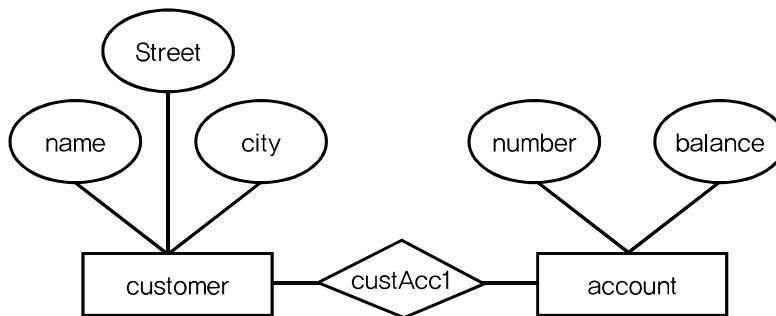 Street
name
city
number
balance
customer
custAcc1
account